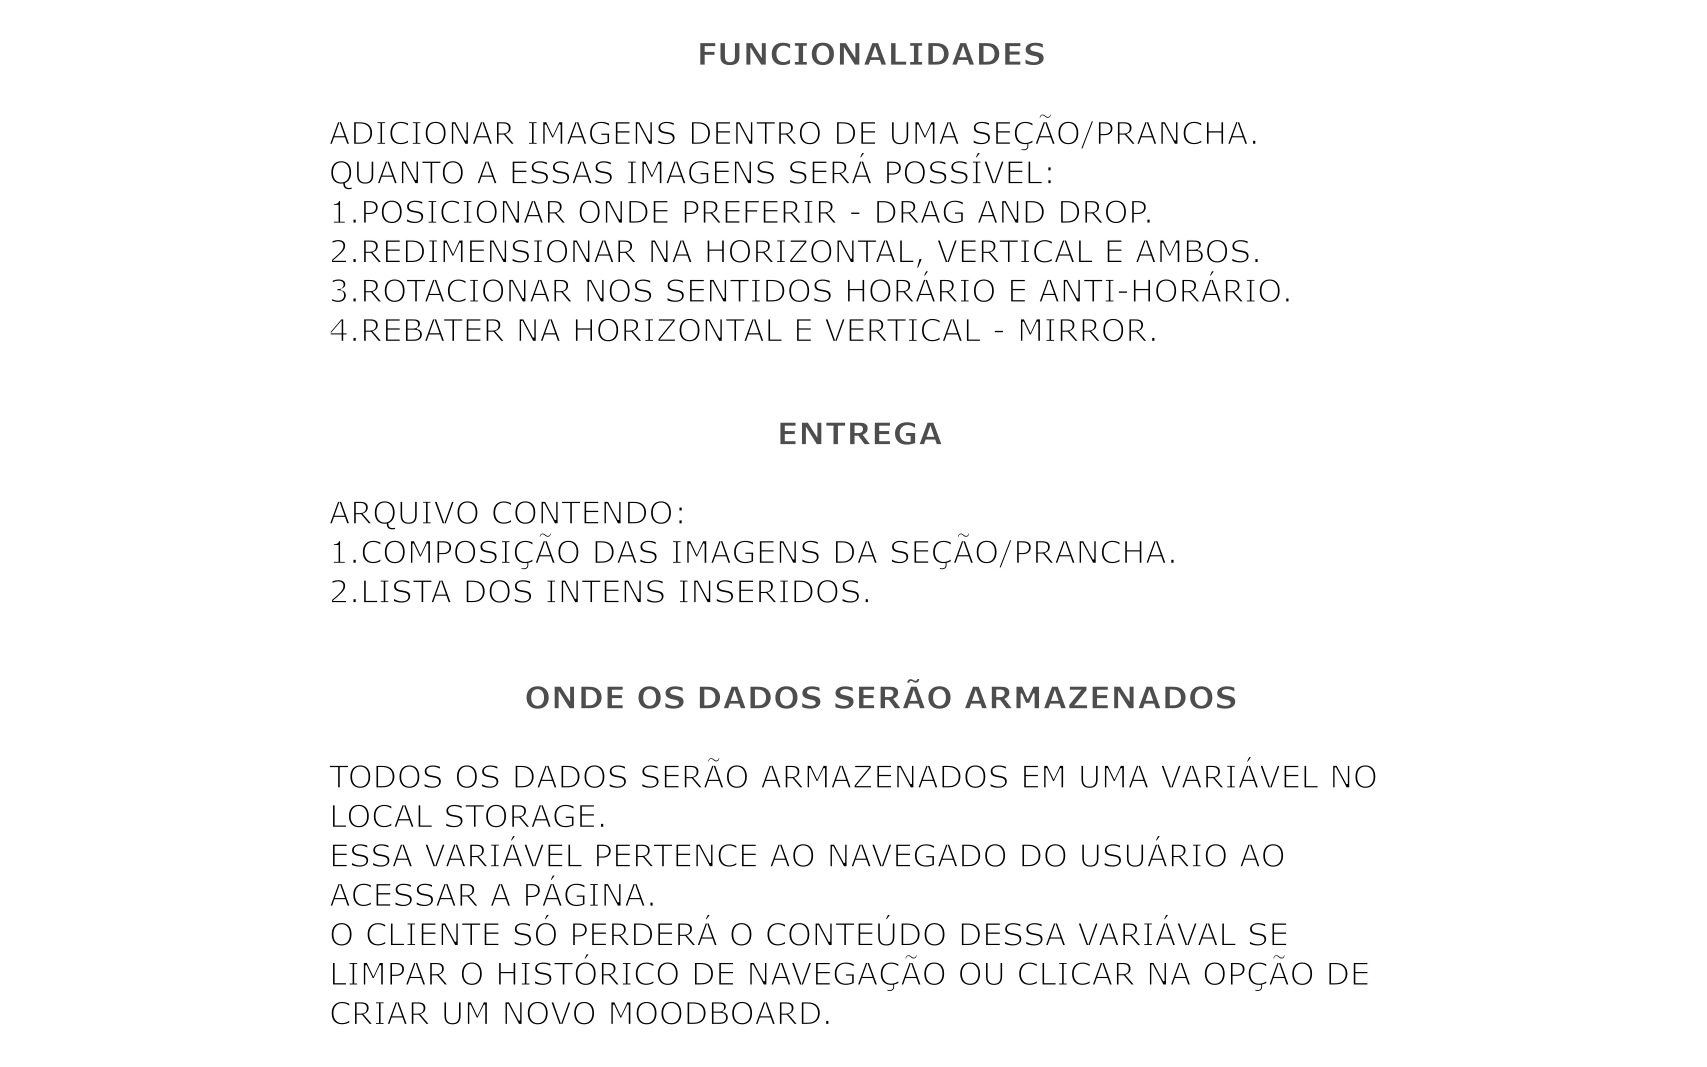 FUNCIONALIDADES
ADICIONAR IMAGENS DENTRO DE UMA SEÇÃO/PRANCHA.
QUANTO A ESSAS IMAGENS SERÁ POSSÍVEL:
1.POSICIONAR ONDE PREFERIR - DRAG AND DROP.
2.REDIMENSIONAR NA HORIZONTAL, VERTICAL E AMBOS.
3.ROTACIONAR NOS SENTIDOS HORÁRIO E ANTI-HORÁRIO.
4.REBATER NA HORIZONTAL E VERTICAL - MIRROR.
ENTREGA
ARQUIVO CONTENDO:
1.COMPOSIÇÃO DAS IMAGENS DA SEÇÃO/PRANCHA.
2.LISTA DOS INTENS INSERIDOS.
ONDE OS DADOS SERÃO ARMAZENADOS
TODOS OS DADOS SERÃO ARMAZENADOS EM UMA VARIÁVEL NO
LOCAL STORAGE.
ESSA VARIÁVEL PERTENCE AO NAVEGADO DO USUÁRIO AO
ACESSAR A PÁGINA.
O CLIENTE SÓ PERDERÁ O CONTEÚDO DESSA VARIÁVAL SE
LIMPAR O HISTÓRICO DE NAVEGAÇÃO OU CLICAR NA OPÇÃO DE
CRIAR UM NOVO MOODBOARD.